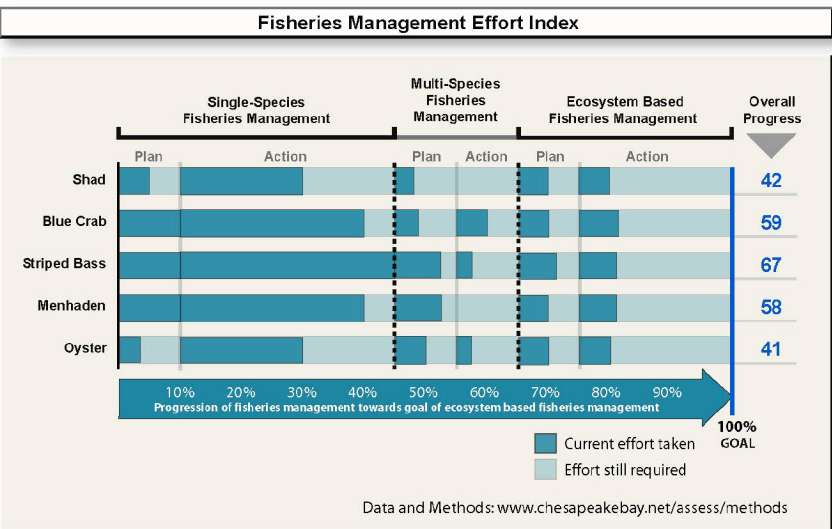 Fisheries Management Effort Index
Single-Species
Fisheries Management
Multi-Species
Fisheries
Management
Ecosystem Based
Fisheries Management
Overall
Progress
Plan Action Plan Action Plan Action
Shad 42
Blue Crab 59
Striped Bass 67
Menhaden 58
Oyster 41
10% 20% 30% 40% 50% 60% 70% 80% 90%
Progression of fisheries management towards goal of ecosystem based fisheries management
100%
GOAL
Current effort taken
Effort still required
Data and Methods: www.chesapeakebay.net/assess/methods